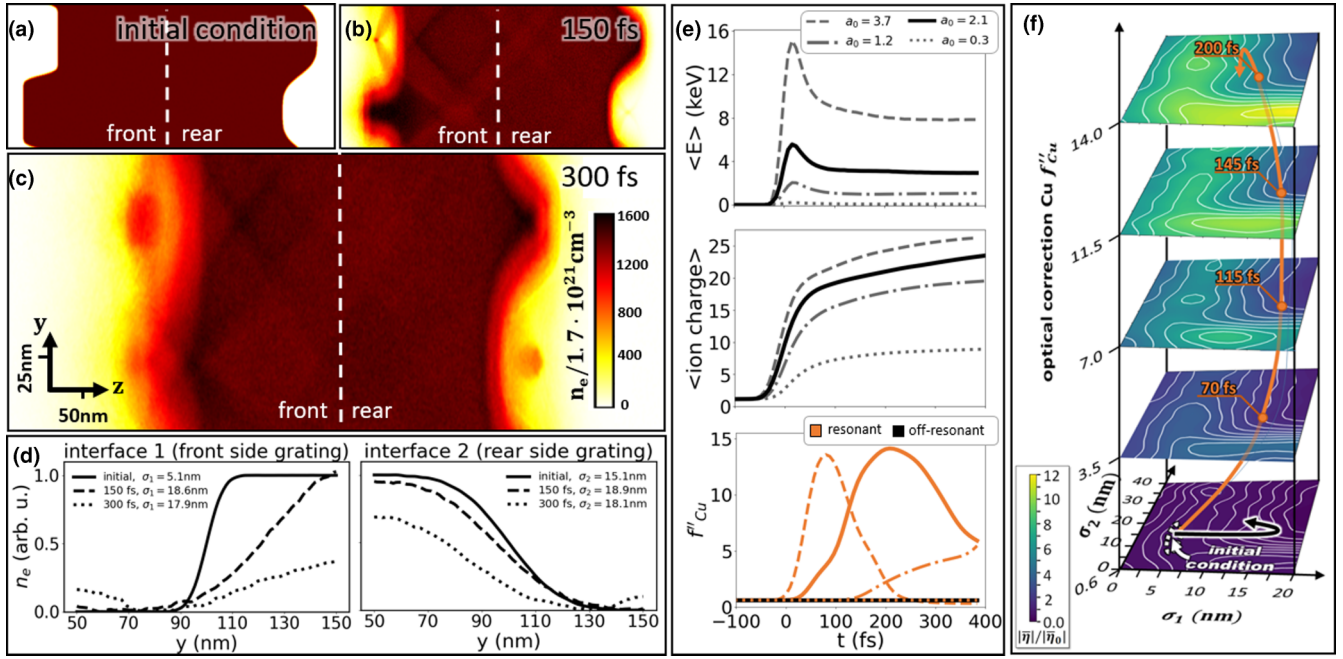 (a)
initial condition
front
rear
(b)
150 fs
front
rear
(c)
300 fs
1600
1200
800
400
0
nₑ/1.7 · 10²¹cm⁻³
y
25nm
z
50nm
front
rear
(d)
interface 1 (front side grating)
nₑ (arb. u.)
1.0
0.5
0.0
initial, σ₁ = 5.1nm
150 fs, σ₁ = 18.6nm
300 fs, σ₁ = 17.9nm
50 70 90 110 130 150
y (nm)
interface 2 (rear side grating)
initial, σ₂ = 15.1nm
150 fs, σ₂ = 18.9nm
300 fs, σ₂ = 18.1nm
50 70 90 110 130 150
y (nm)
(e)
a₀ = 3.7
a₀ = 2.1
a₀ = 1.2
a₀ = 0.3
<E> (keV)
16
12
8
4
0
<ion charge>
25
20
15
10
5
0
resonant
off-resonant
f″Cu
15
10
5
0
−100 0 100 200 300 400
t (fs)
(f)
optical correction Cu f″Cu
200 fs
14.0
145 fs
11.5
115 fs
7.0
70 fs
3.5
initial
condition
0.6
σ₂ (nm)
40
30
20
10
0
0 5 10 15 20
σ₁ (nm)
12
10
8
6
4
2
0.0
|η̃|/|η̃₀|